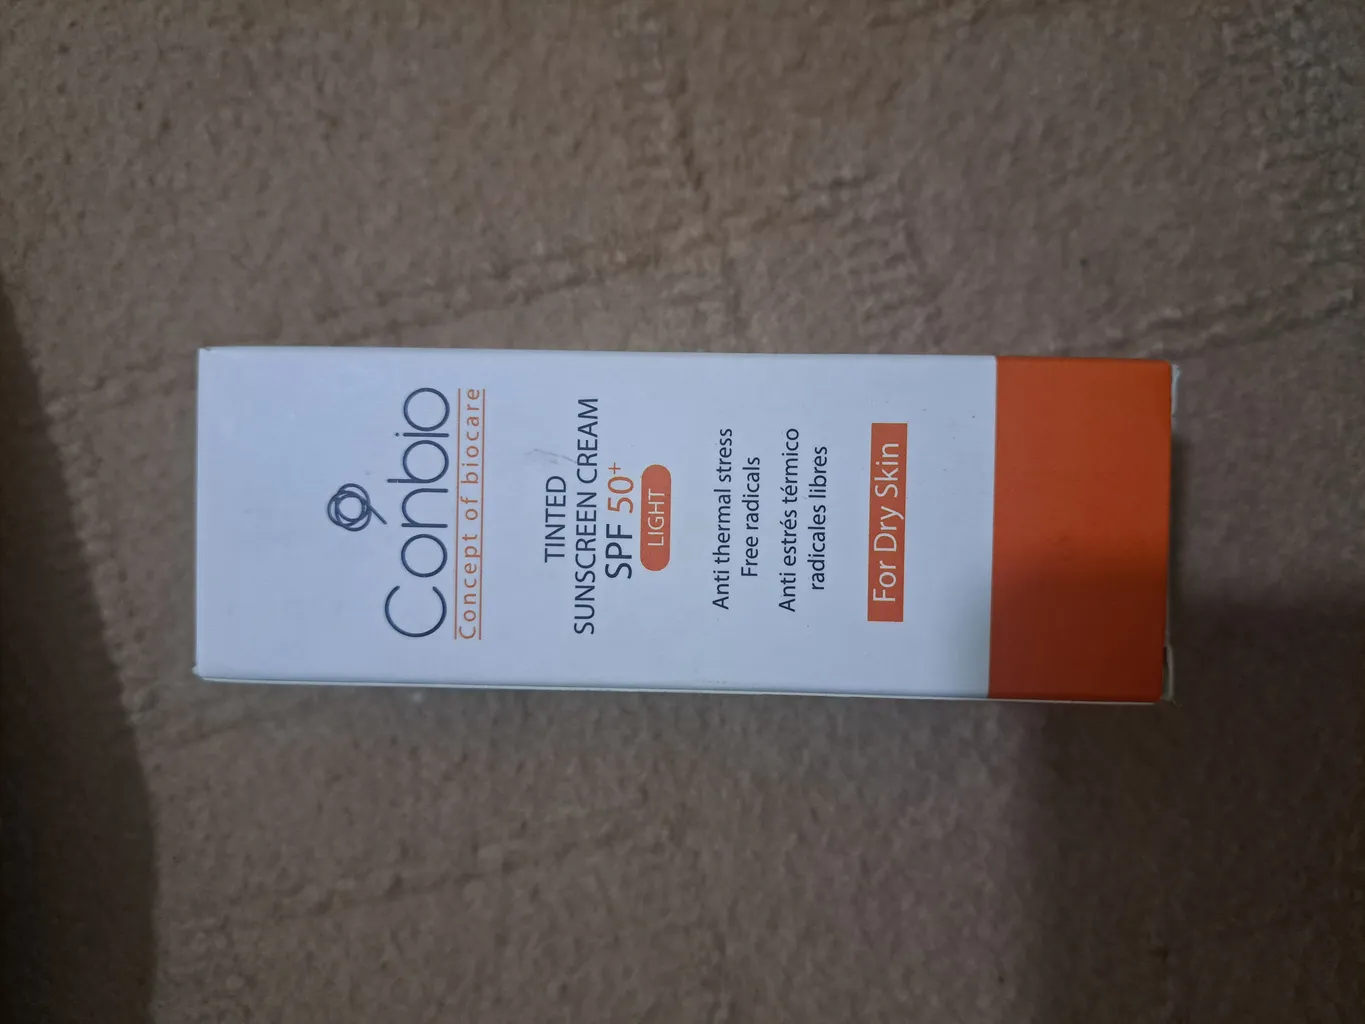 Conbio
Concept of biocare
TINTED
SUNSCREEN CREAM
SPF 50+
LIGHT
Anti thermal stress
Free radicals
Anti estrés térmico
radicales libres
For Dry Skin